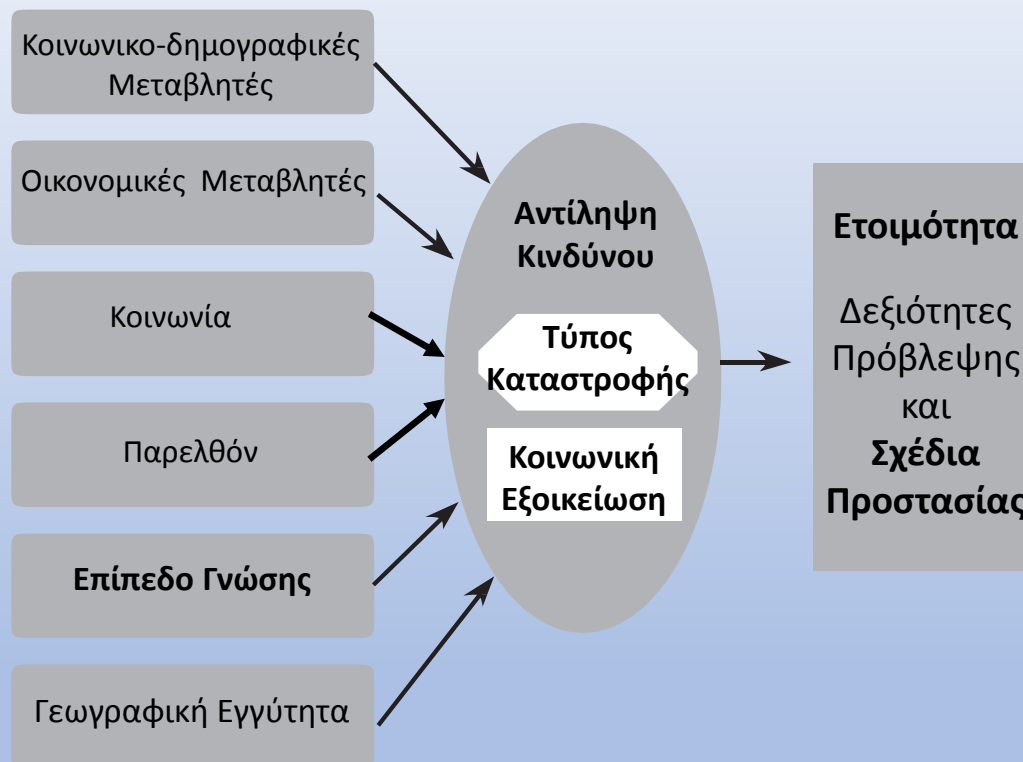 Κοινωνικο-δημογραφικές
Μεταβλητές
Οικονομικές Μεταβλητές
Κοινωνία
Παρελθόν
Επίπεδο Γνώσης
Γεωγραφική Εγγύτητα
Αντίληψη
Κινδύνου
Τύπος
Καταστροφής
Κοινωνική
Εξοικείωση
Ετοιμότητα
Δεξιότητες
Πρόβλεψης
και
Σχέδια
Προστασίας